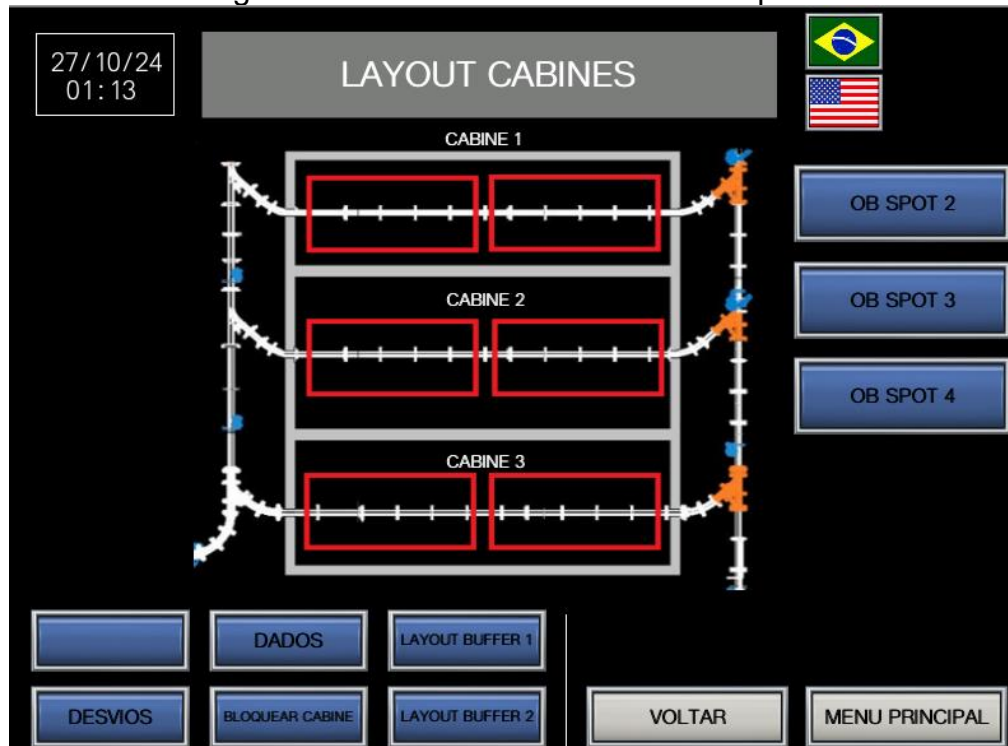 27/10/24
01:13
LAYOUT CABINES
CABINE 1
OB SPOT 2
CABINE 2
OB SPOT 3
OB SPOT 4
CABINE 3
DADOS
LAYOUT BUFFER 1
DESVIOS
BLOQUEAR CABINE
LAYOUT BUFFER 2
VOLTAR
MENU PRINCIPAL